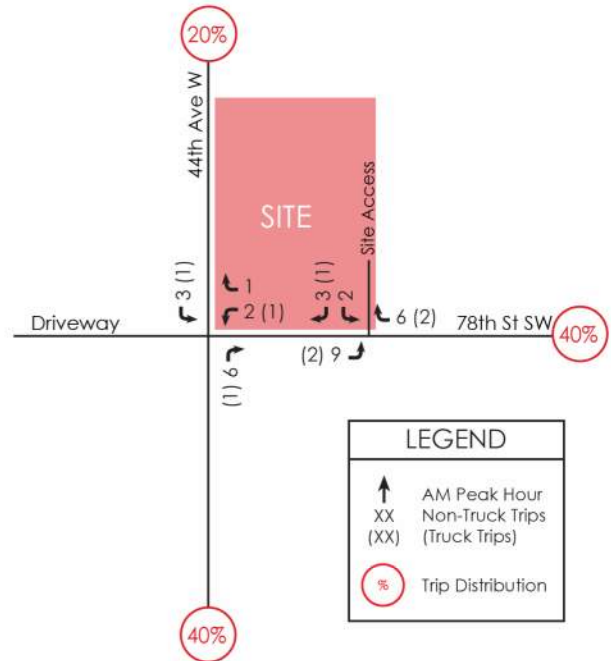 20%
44th Ave W
SITE
Site Access
3 (1)
1
2 (1)
3 (1)
2
6 (2)
Driveway
78th St SW
40%
(1) 6
(2) 9
LEGEND
AM Peak Hour
XX Non-Truck Trips
(XX) (Truck Trips)
% Trip Distribution
40%